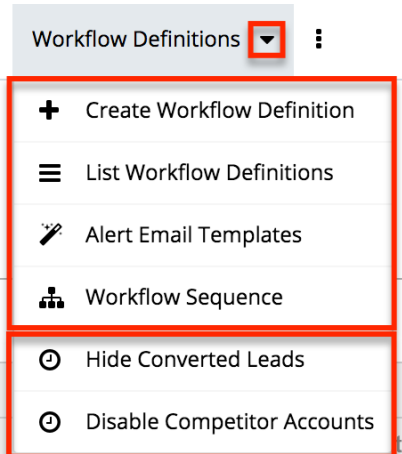 Workflow Definitions
Create Workflow Definition
List Workflow Definitions
Alert Email Templates
Workflow Sequence
Hide Converted Leads
Disable Competitor Accounts